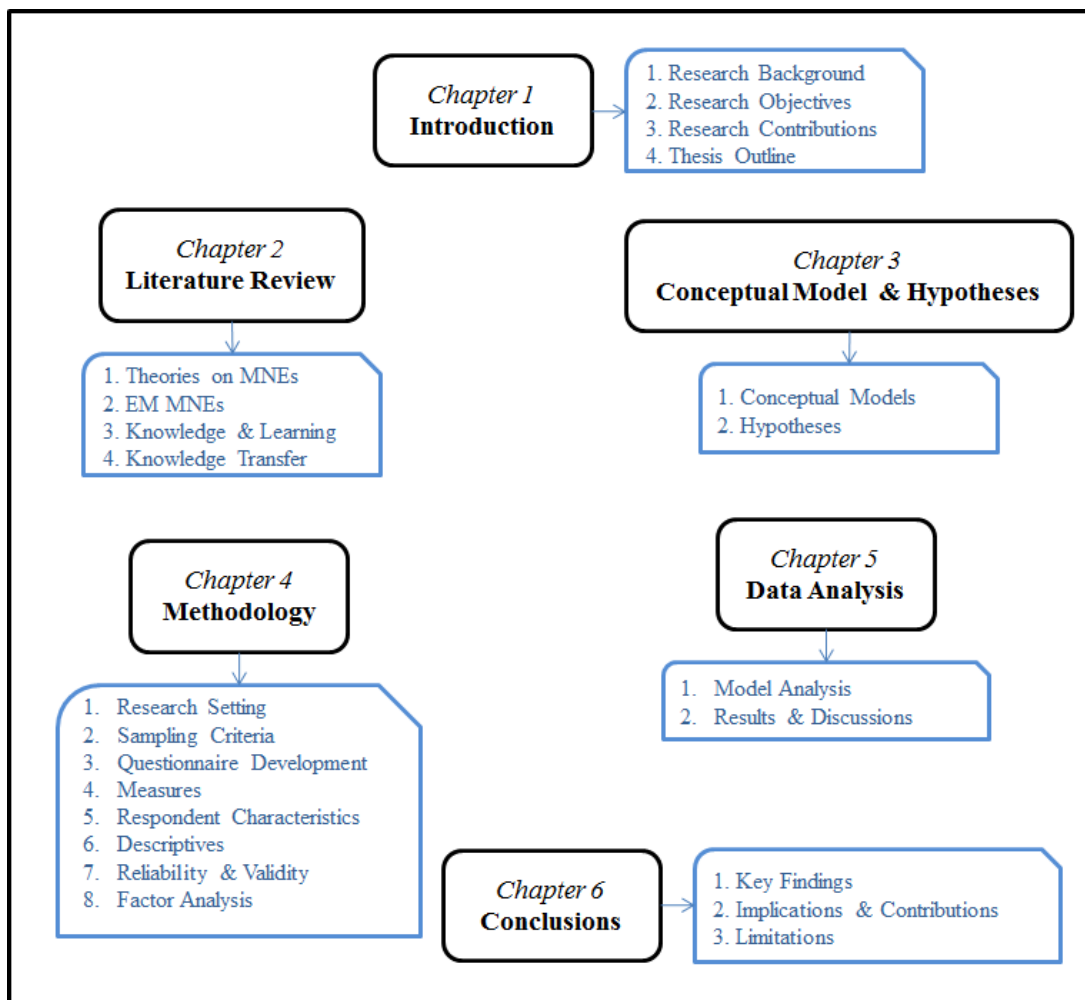 Chapter 1
Introduction
1. Research Background
2. Research Objectives
3. Research Contributions
4. Thesis Outline
Chapter 2
Literature Review
1. Theories on MNEs
2. EM MNEs
3. Knowledge & Learning
4. Knowledge Transfer
Chapter 3
Conceptual Model & Hypotheses
1. Conceptual Models
2. Hypotheses
Chapter 4
Methodology
1. Research Setting
2. Sampling Criteria
3. Questionnaire Development
4. Measures
5. Respondent Characteristics
6. Descriptives
7. Reliability & Validity
8. Factor Analysis
Chapter 5
Data Analysis
1. Model Analysis
2. Results & Discussions
Chapter 6
Conclusions
1. Key Findings
2. Implications & Contributions
3. Limitations